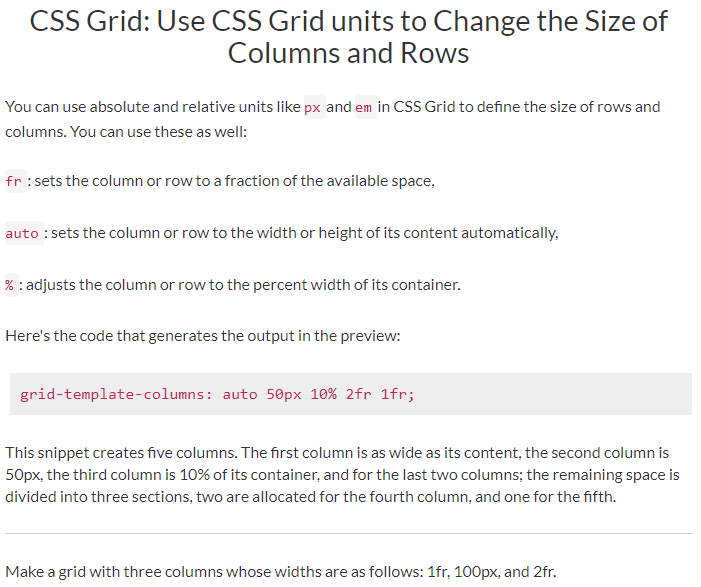 CSS Grid: Use CSS Grid units to Change the Size of
Columns and Rows
You can use absolute and relative units like px and em in CSS Grid to define the size of rows and
columns. You can use these as well:
fr : sets the column or row to a fraction of the available space,
auto : sets the column or row to the width or height of its content automatically,
% : adjusts the column or row to the percent width of its container.
Here's the code that generates the output in the preview:
grid-template-columns: auto 50px 10% 2fr 1fr;
This snippet creates five columns. The first column is as wide as its content, the second column is
50px, the third column is 10% of its container, and for the last two columns; the remaining space is
divided into three sections, two are allocated for the fourth column, and one for the fifth.
Make a grid with three columns whose widths are as follows: 1fr, 100px, and 2fr.